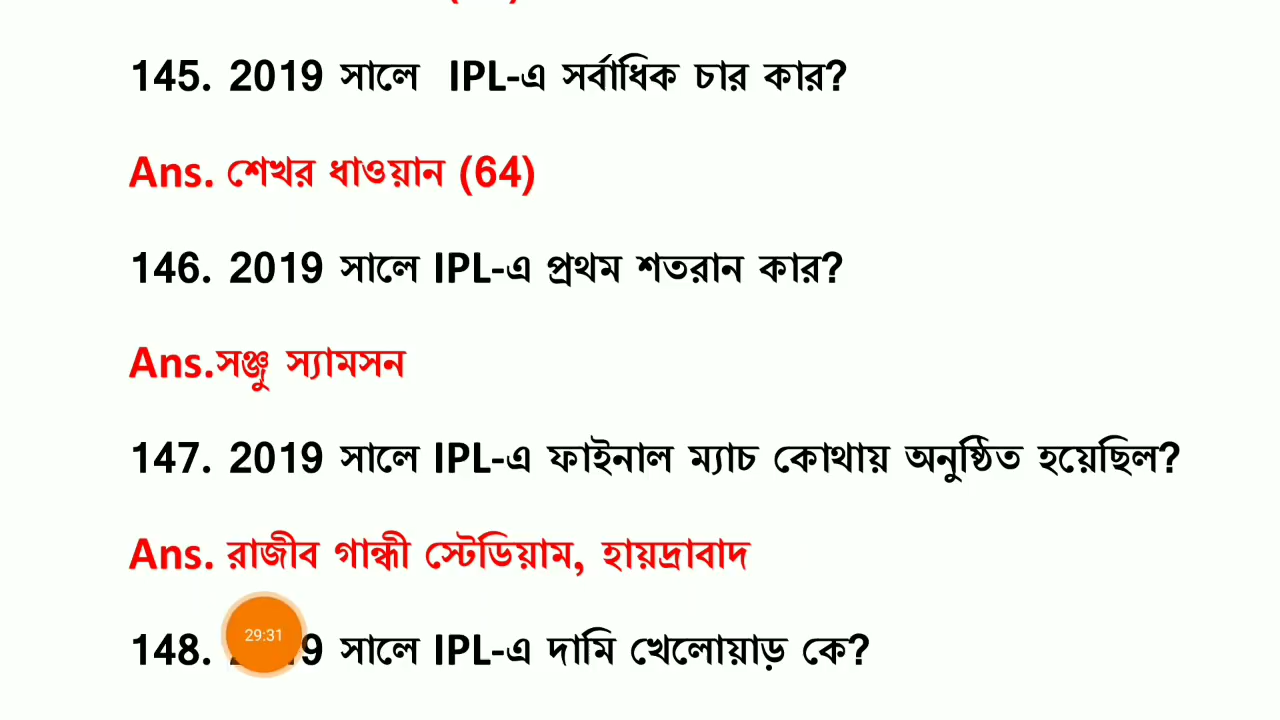 145. 2019 সালে IPL-এ সর্বাধিক চার কার?
Ans. শেখর ধাওয়ান (64)
146. 2019 সালে IPL-এ প্রথম শতরান কার?
Ans.সঞ্জু স্যামসন
147. 2019 সালে IPL-এ ফাইনাল ম্যাচ কোথায় অনুষ্ঠিত হয়েছিল?
Ans. রাজীব গান্ধী স্টেডিয়াম, হায়দ্রাবাদ
29:31
148. সালে IPL-এ দামি খেলোয়াড় কে?